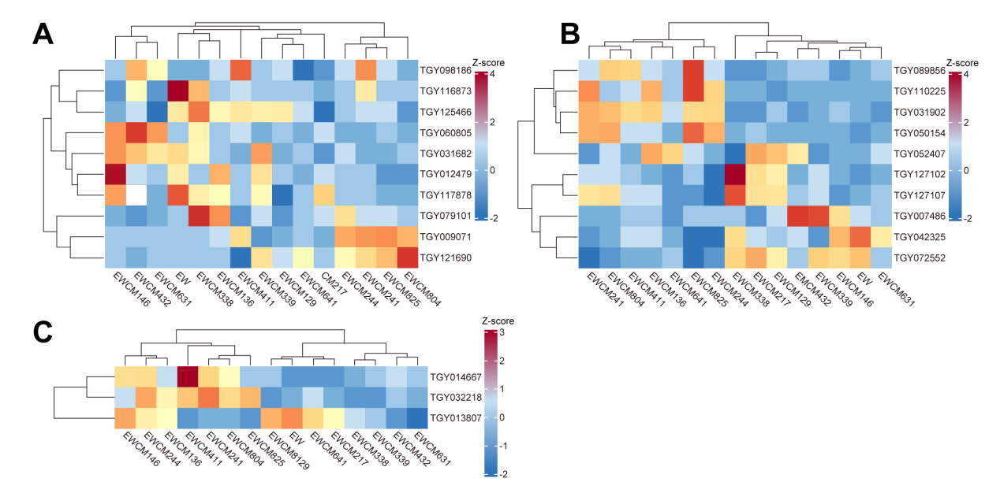 A
Z-score
4
2
0
-2
TGY098186
TGY116873
TGY125466
TGY060805
TGY031682
TGY012479
TGY117878
TGY079101
TGY009071
TGY121690
EWCM146
EWCM432
EWCM631
EW
EWCM338
EWCM136
EWCM411
EWCM339
EWCM129
EWCM641
CM217
EWCM244
EWCM241
EWCM825
EWCM804
B
Z-score
4
2
0
-2
TGY089856
TGY110225
TGY031902
TGY050154
TGY052407
TGY127102
TGY127107
TGY007486
TGY042325
TGY072552
EWCM241
EWCM804
EWCM411
EWCM136
EWCM641
EWCM825
EWCM244
EWCM338
EWCM217
EWCM129
EMCM432
EWCM339
EWCM146
EW
EWCM631
C
Z-score
3
2
1
0
-1
-2
TGY014667
TGY032218
TGY013807
EWCM146
EWCM244
EWCM136
EWCM411
EWCM241
EWCM804
EWCM825
EWCM8129
EW
EWCM641
EWCM217
EWCM338
EWCM339
EWCM432
EWCM631